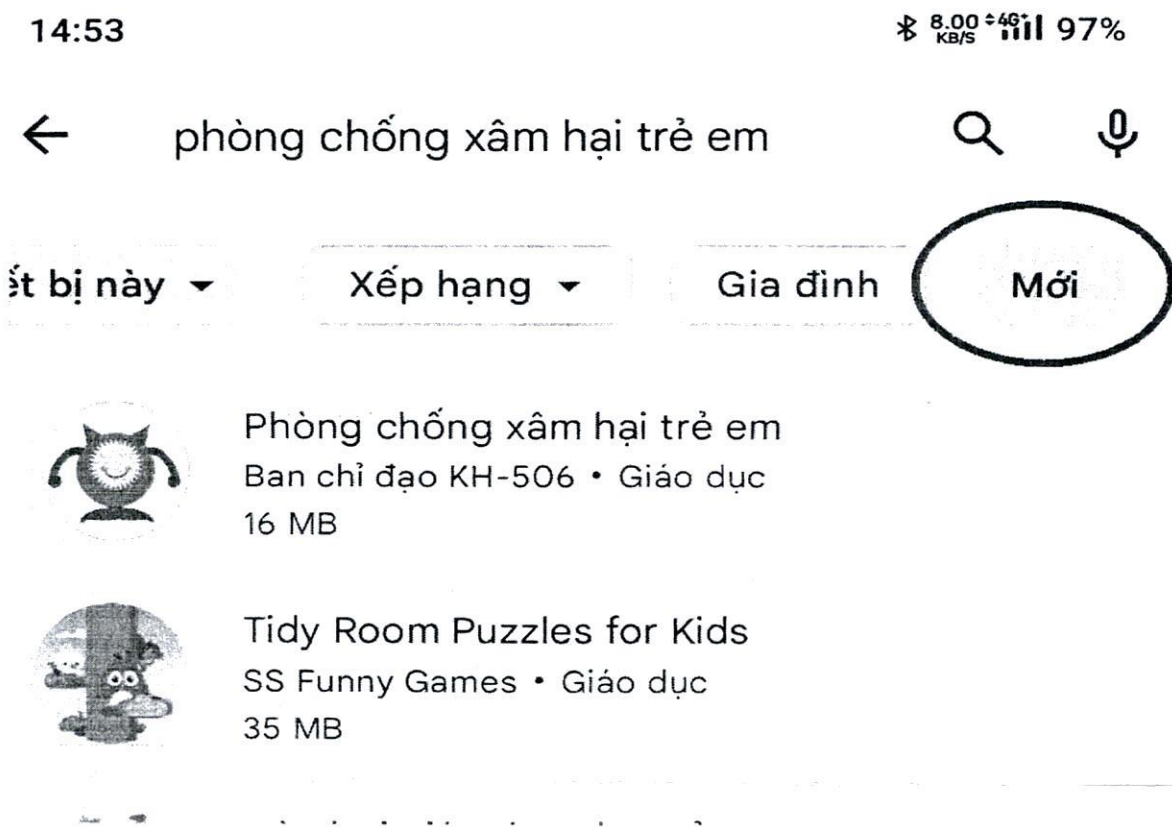 14:53 8.00 KB/S 4G+ 97%
phòng chống xâm hại trẻ em
ết bị này Xếp hạng Gia đình Mới
Phòng chống xâm hại trẻ em
Ban chỉ đạo KH-506 • Giáo dục
16 MB
Tidy Room Puzzles for Kids
SS Funny Games • Giáo dục
35 MB